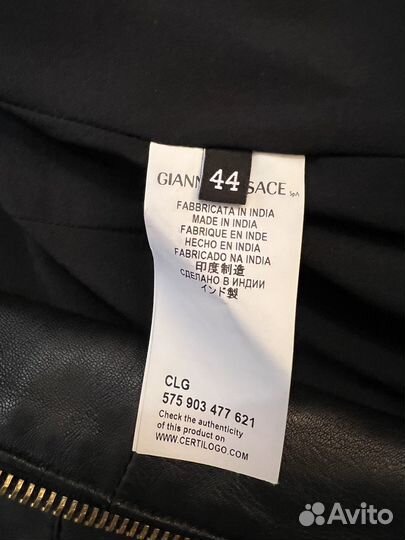 44
GIANN SACE SpA
FABBRICATA IN INDIA
MADE IN INDIA
FABRIQUE EN INDE
HECHO EN INDIA
FABRICADO NA INDIA
印度制造
СДЕЛАНО В ИНДИИ
インド製
CLG
575 903 477 621
Check the authenticity
of this product on
WWW.CERTILOGO.COM
Avito